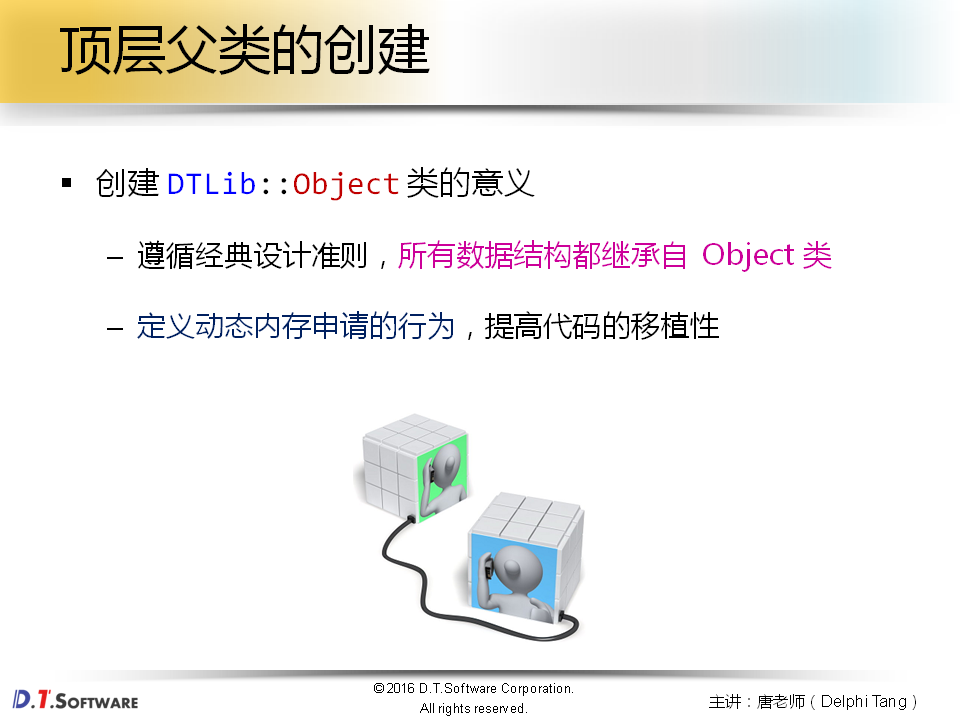 顶层父类的创建
▪ 创建 DTLib::Object 类的意义
– 遵循经典设计准则，所有数据结构都继承自 Object 类
– 定义动态内存申请的行为，提高代码的移植性
D.T.SOFTWARE
©2016 D.T.Software Corporation.
All rights reserved.
主讲：唐老师（Delphi Tang）